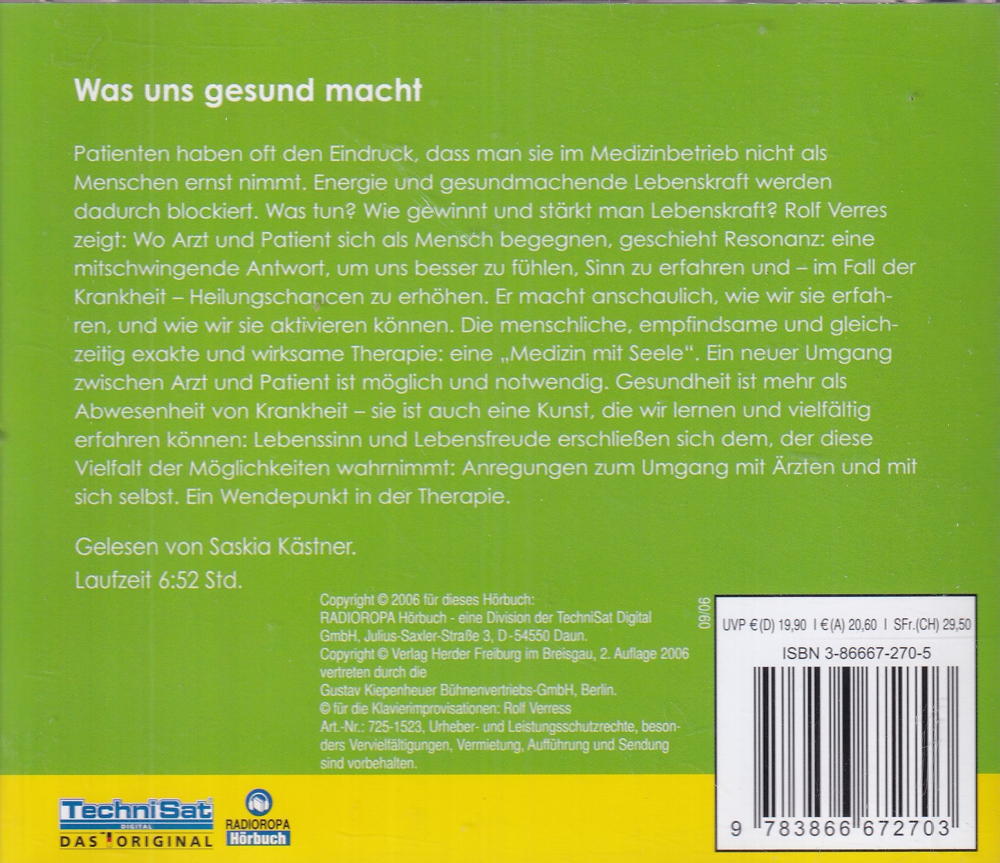 Was uns gesund macht
Patienten haben oft den Eindruck, dass man sie im Medizinbetrieb nicht als
Menschen ernst nimmt. Energie und gesundmachende Lebenskraft werden
dadurch blockiert. Was tun? Wie gewinnt und stärkt man Lebenskraft? Rolf Verres
zeigt: Wo Arzt und Patient sich als Mensch begegnen, geschieht Resonanz: eine
mitschwingende Antwort, um uns besser zu fühlen, Sinn zu erfahren und – im Fall der
Krankheit – Heilungschancen zu erhöhen. Er macht anschaulich, wie wir sie erfah-
ren, und wie wir sie aktivieren können. Die menschliche, empfindsame und gleich-
zeitig exakte und wirksame Therapie: eine „Medizin mit Seele“. Ein neuer Umgang
zwischen Arzt und Patient ist möglich und notwendig. Gesundheit ist mehr als
Abwesenheit von Krankheit – sie ist auch eine Kunst, die wir lernen und vielfältig
erfahren können: Lebenssinn und Lebensfreude erschließen sich dem, der diese
Vielfalt der Möglichkeiten wahrnimmt: Anregungen zum Umgang mit Ärzten und mit
sich selbst. Ein Wendepunkt in der Therapie.
Gelesen von Saskia Kästner.
Laufzeit 6:52 Std.
Copyright © 2006 für dieses Hörbuch:
RADIOROPA Hörbuch - eine Division der TechniSat Digital
GmbH, Julius-Saxler-Straße 3, D-54550 Daun.
Copyright © Verlag Herder Freiburg im Breisgau, 2. Auflage 2006
vertreten durch die
Gustav Kiepenheuer Bühnenvertriebs-GmbH, Berlin.
© für die Klavierimprovisationen: Rolf Verress
Art.-Nr.: 725-1523, Urheber- und Leistungsschutzrechte, beson-
ders Vervielfältigungen, Vermietung, Aufführung und Sendung
sind vorbehalten.
09/06
UVP € (D) 19,90 I € (A) 20,60 I SFr.(CH) 29,50
ISBN 3-86667-270-5
9 783866 672703
TechniSat
DIGITAL
DAS ORIGINAL
RADIOROPA
Hörbuch